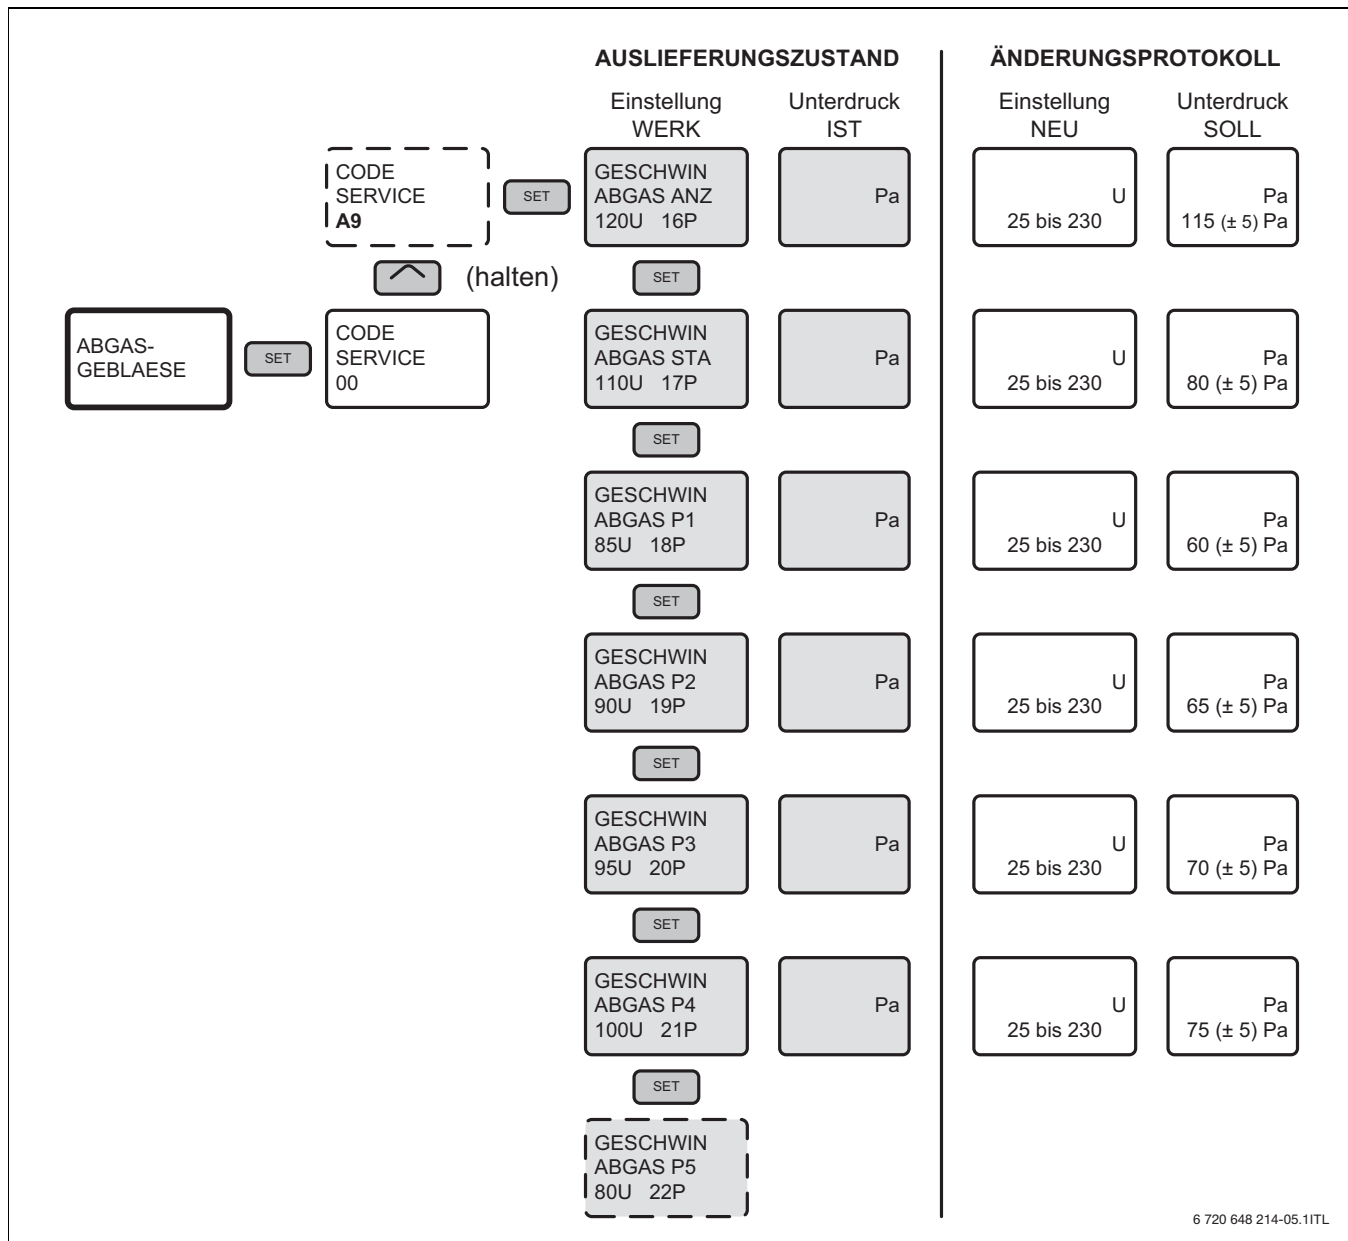 AUSLIEFERUNGSZUSTAND
ÄNDERUNGSPROTOKOLL
Einstellung
WERK
Unterdruck
IST
Einstellung
NEU
Unterdruck
SOLL
CODE
SERVICE
A9
SET
GESCHWIN
ABGAS ANZ
120U 16P
Pa
U
25 bis 230
Pa
115 (± 5) Pa
(halten)
SET
ABGAS-
GEBLAESE
SET
CODE
SERVICE
00
GESCHWIN
ABGAS STA
110U 17P
Pa
U
25 bis 230
Pa
80 (± 5) Pa
SET
GESCHWIN
ABGAS P1
85U 18P
Pa
U
25 bis 230
Pa
60 (± 5) Pa
SET
GESCHWIN
ABGAS P2
90U 19P
Pa
U
25 bis 230
Pa
65 (± 5) Pa
SET
GESCHWIN
ABGAS P3
95U 20P
Pa
U
25 bis 230
Pa
70 (± 5) Pa
SET
GESCHWIN
ABGAS P4
100U 21P
Pa
U
25 bis 230
Pa
75 (± 5) Pa
SET
GESCHWIN
ABGAS P5
80U 22P
6 720 648 214-05.1ITL